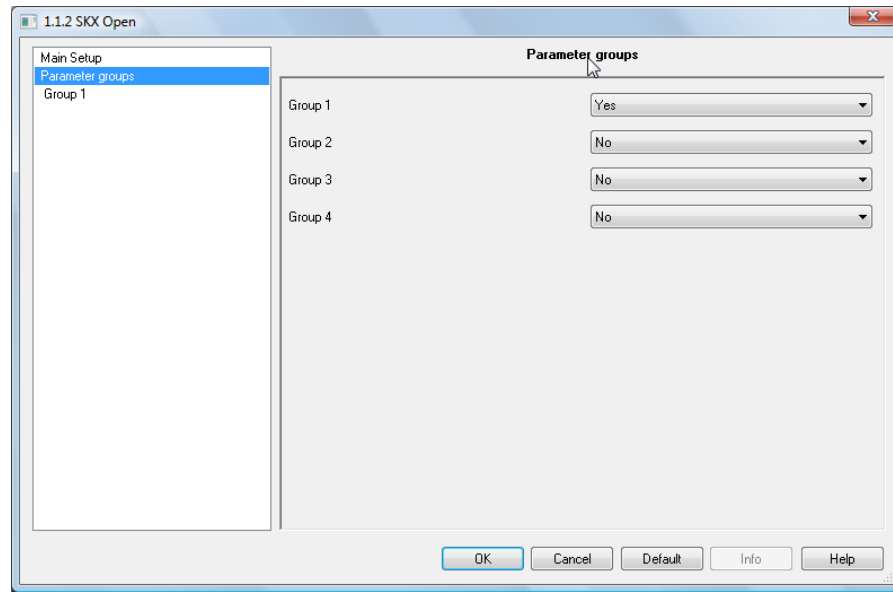 1.1.2 SKX Open
Main Setup
Parameter groups
Group 1
Parameter groups
Group 1 Yes
Group 2 No
Group 3 No
Group 4 No
OK Cancel Default Info Help